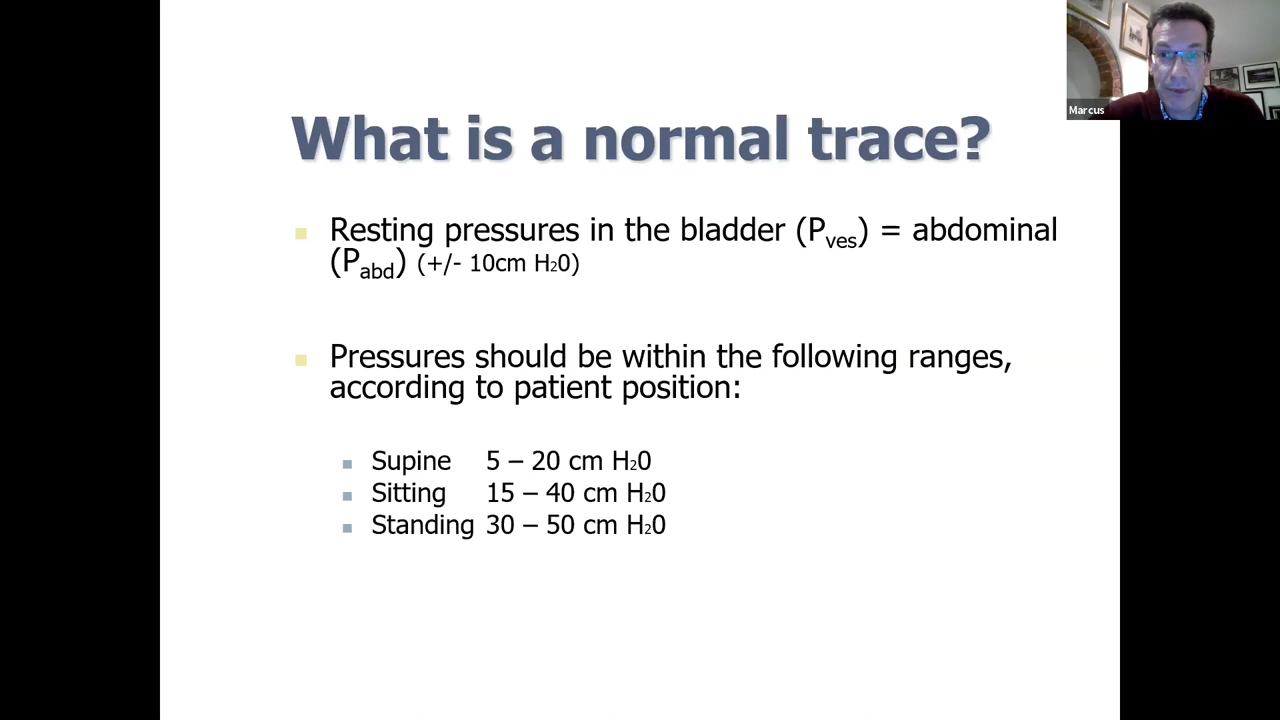 Marcus
What is a normal trace?
Resting pressures in the bladder (Pves) = abdominal
(Pabd) (+/- 10cm H20)
Pressures should be within the following ranges,
according to patient position:
Supine 5 – 20 cm H20
Sitting 15 – 40 cm H20
Standing 30 – 50 cm H20